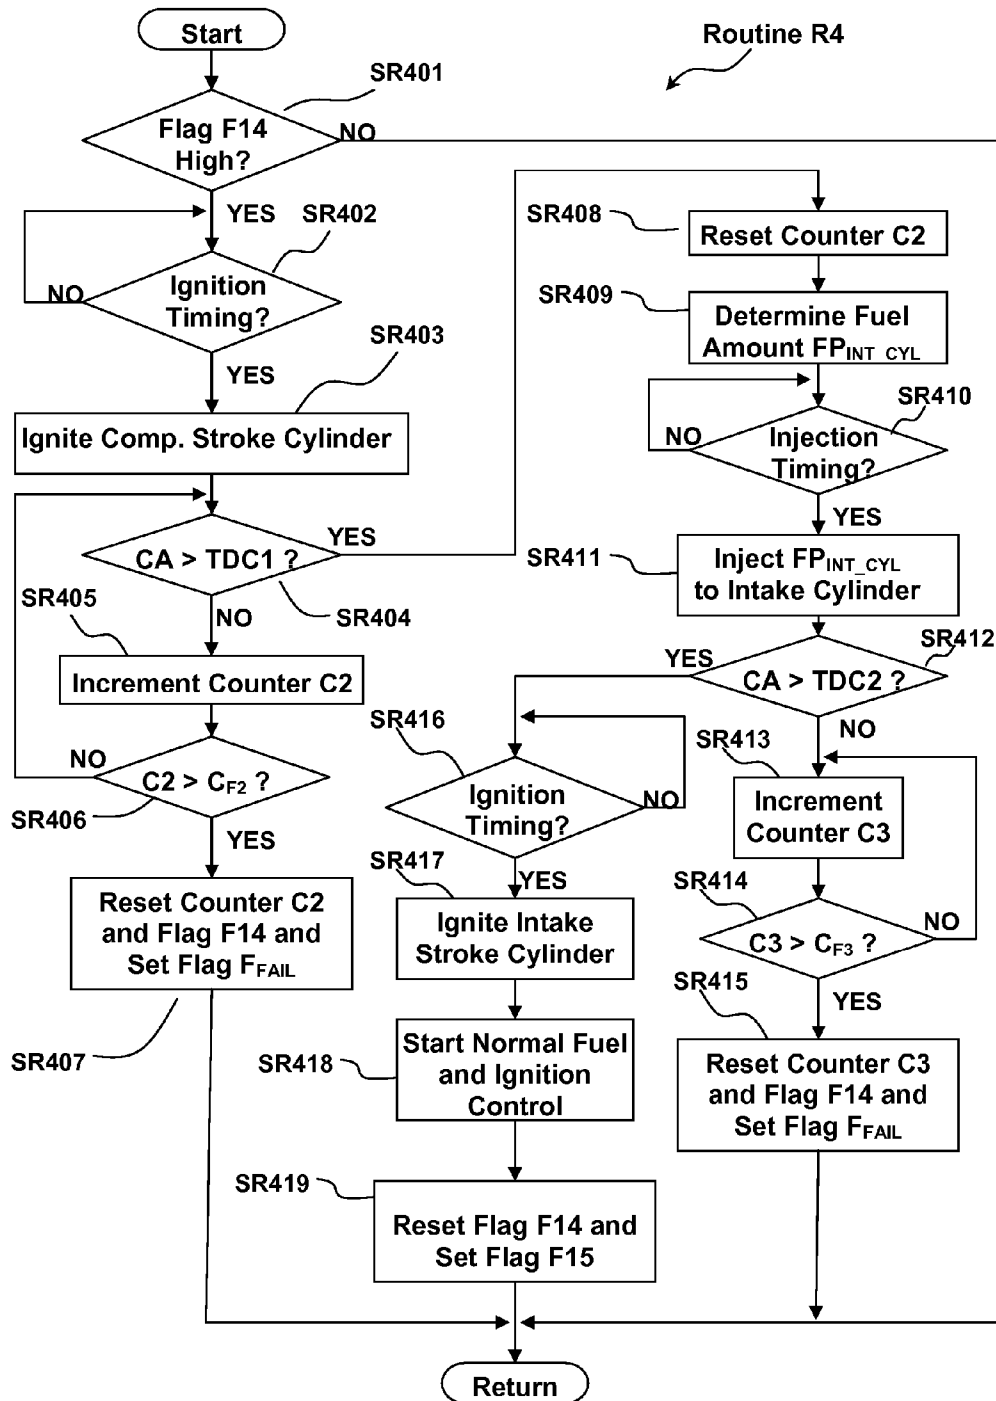 Start
Routine R4
SR401
Flag F14
High?
NO
YES
SR402
Ignition
Timing?
NO
YES
SR403
Ignite Comp. Stroke Cylinder
CA > TDC1 ?
YES
SR404
NO
SR405
Increment Counter C2
NO
C2 > CF2 ?
SR406
YES
Reset Counter C2
and Flag F14 and
Set Flag FFAIL
SR407
SR408
Reset Counter C2
SR409
Determine Fuel
Amount FPINT_CYL
SR410
NO
Injection
Timing?
YES
SR411
Inject FPINT_CYL
to Intake Cylinder
SR412
YES
CA > TDC2 ?
NO
SR413
Increment
Counter C3
SR414
NO
C3 > CF3 ?
YES
SR415
Reset Counter C3
and Flag F14 and
Set Flag FFAIL
SR416
Ignition
Timing?
NO
YES
SR417
Ignite Intake
Stroke Cylinder
SR418
Start Normal Fuel
and Ignition
Control
SR419
Reset Flag F14 and
Set Flag F15
Return